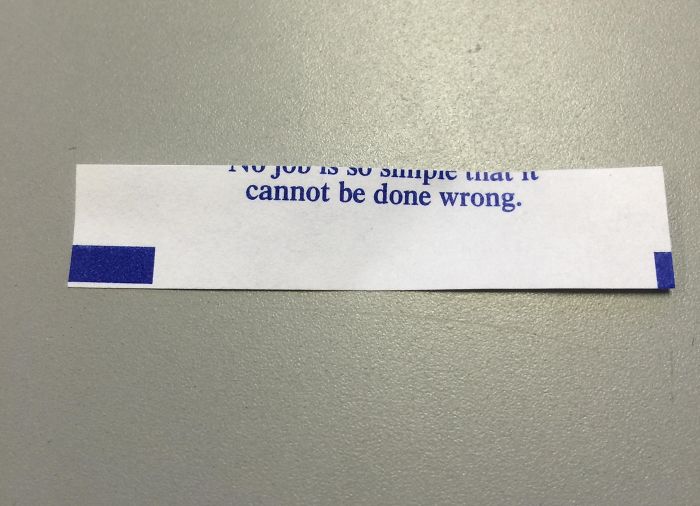 No job is so simple that it
cannot be done wrong.